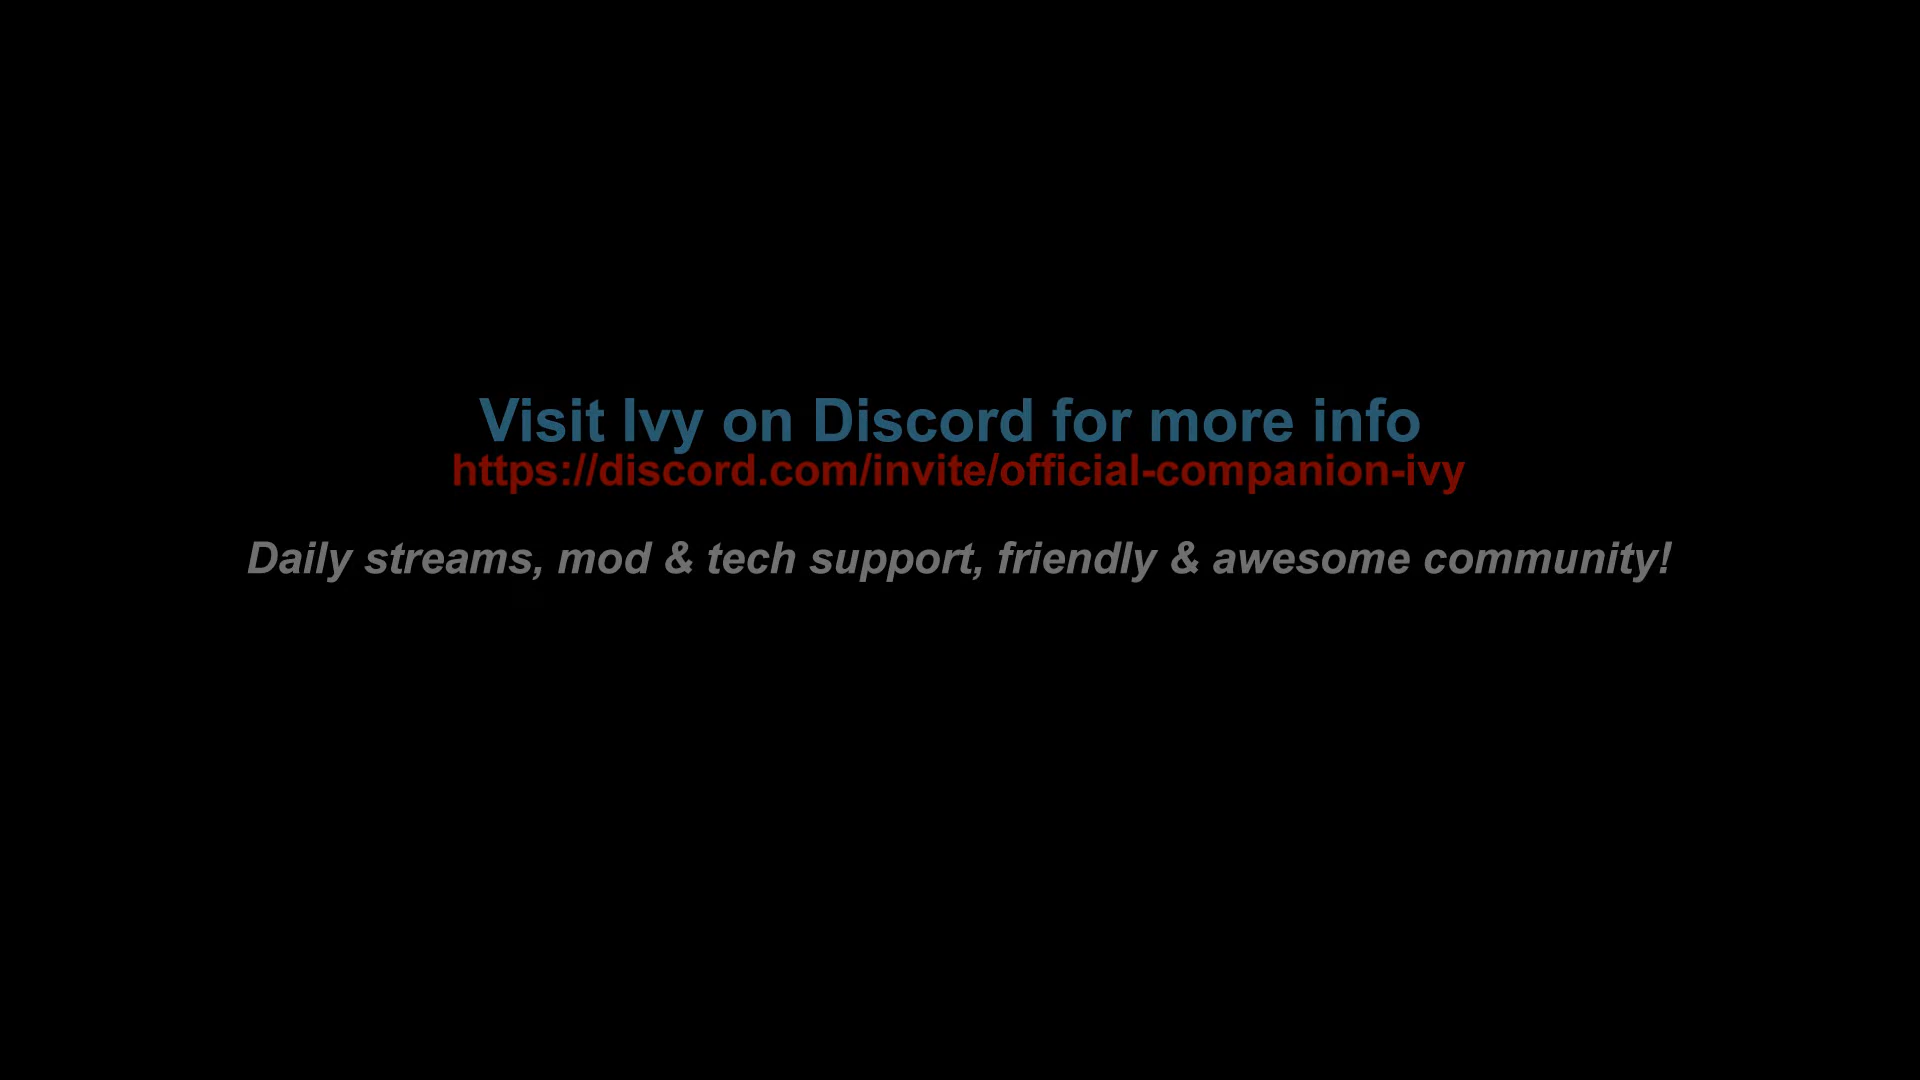 Visit Ivy on Discord for more info
https://discord.com/invite/official-companion-ivy
Daily streams, mod & tech support, friendly & awesome community!